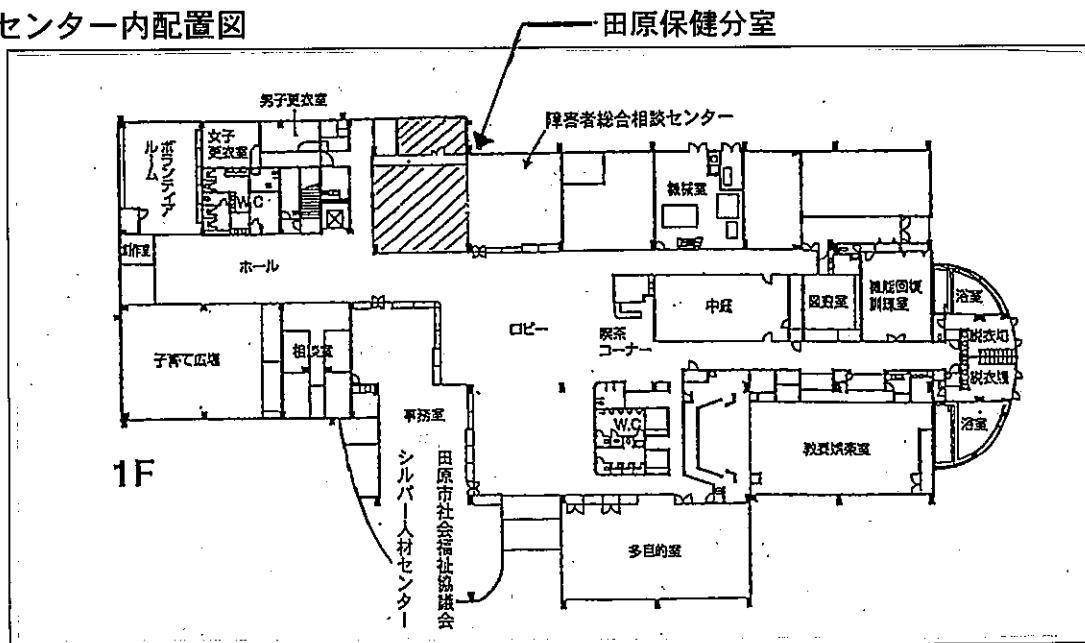 センター内配置図
田原保健分室
男子更衣室
障害者総合相談センター
ボランティア
ルーム
女子
更衣室
W.C
機械室
ホール
子育て広場
相談室
ロビー
喫茶
コーナー
中庭
図書室
機能回復
訓練室
浴室
脱衣場
脱衣場
浴室
事務室
W.C
教養娯楽室
1F
田原市社会福祉協議会
シルバー人材センター
多目的室